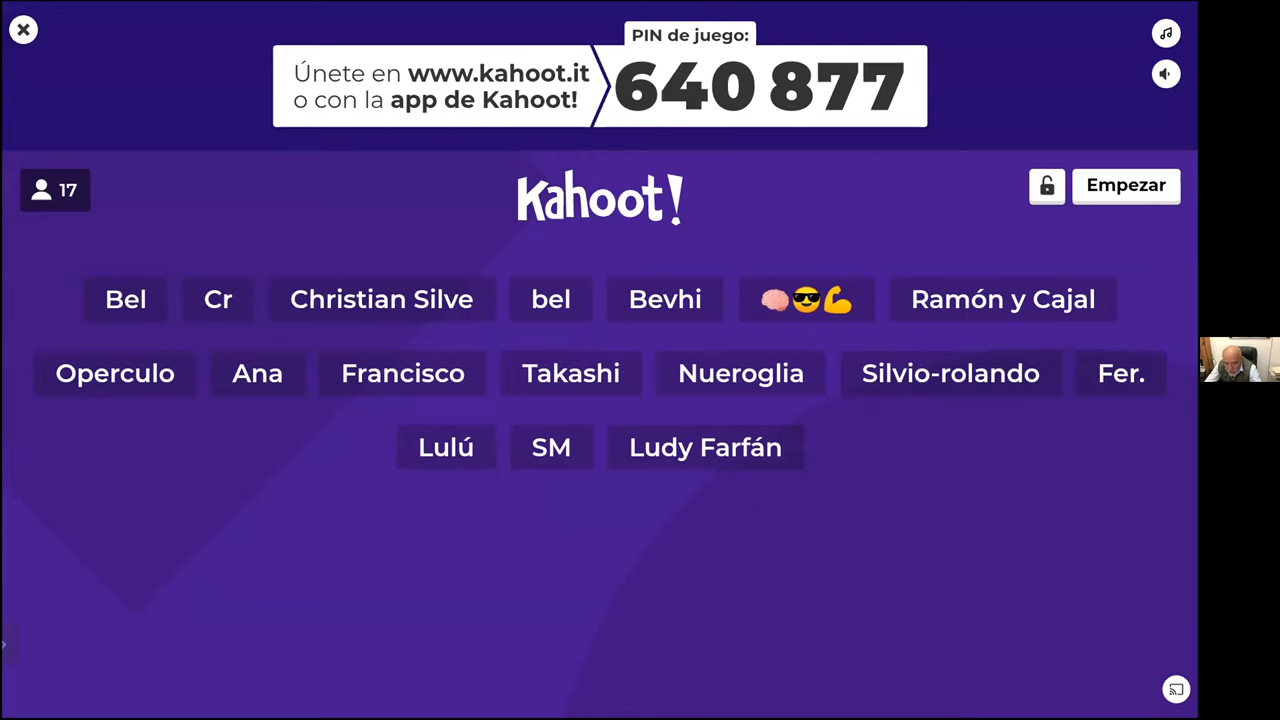 PIN de juego:
Únete en www.kahoot.it
o con la app de Kahoot!
640 877
17
Kahoot!
Empezar
Bel Cr Christian Silve bel Bevhi 🧠😎💪 Ramón y Cajal
Operculo Ana Francisco Takashi Nueroglia Silvio-rolando Fer.
Lulú SM Ludy Farfán